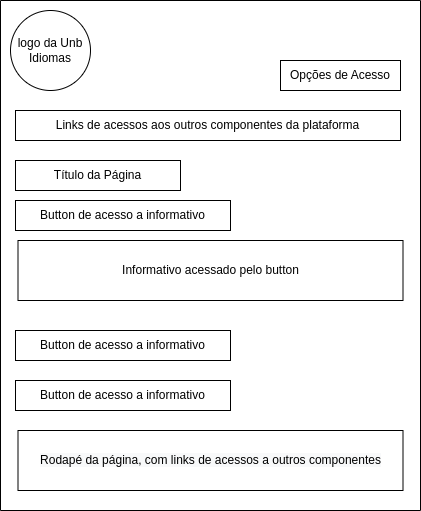 logo da Unb
Idiomas
Opções de Acesso
Links de acessos aos outros componentes da plataforma
Título da Página
Button de acesso a informativo
Informativo acessado pelo button
Button de acesso a informativo
Button de acesso a informativo
Rodapé da página, com links de acessos a outros componentes